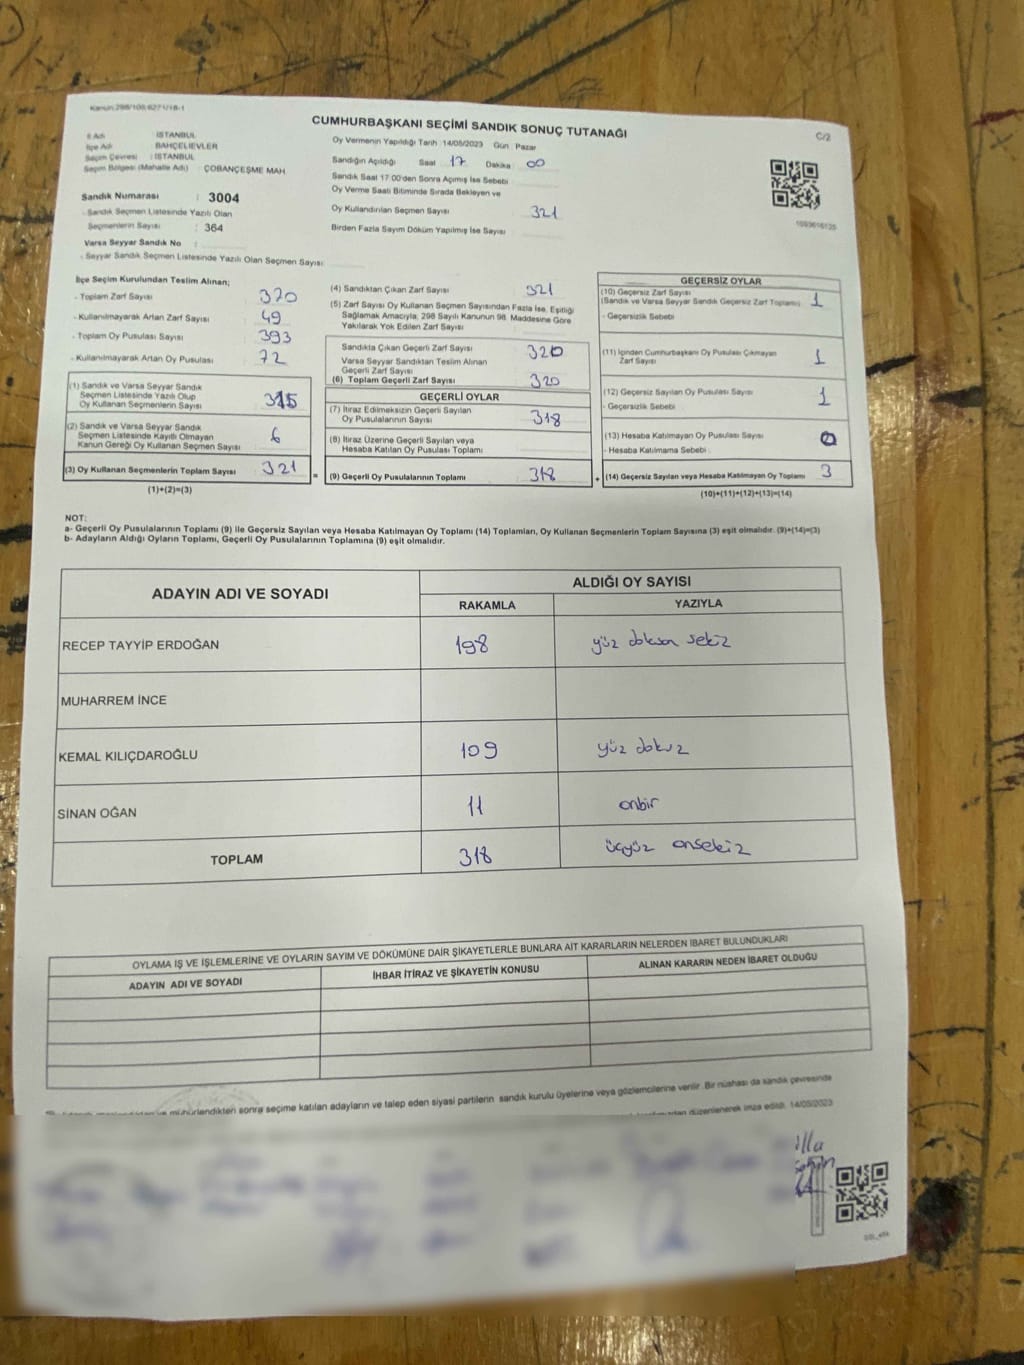 Kanun:298/105,6271/18-1
CUMHURBAŞKANI SEÇİMİ SANDIK SONUÇ TUTANAĞI
C/2
İl Adı : İSTANBUL
İlçe Adı : BAHÇELİEVLER
Seçim Çevresi : İSTANBUL
Seçim Bölgesi (Mahalle Adı) : ÇOBANÇEŞME MAH.
Sandık Numarası : 3004
- Sandık Seçmen Listesinde Yazılı Olan
Seçmenlerin Sayısı : 364
Varsa Seyyar Sandık No :
- Seyyar Sandık Seçmen Listesinde Yazılı Olan Seçmen Sayısı:
Oy Vermenin Yapıldığı Tarih 14/05/2023 Gün Pazar
Sandığın Açıldığı Saat 17 Dakika 00
Sandık Saat 17:00'den Sonra Açımış İse Sebebi
Oy Verme Saati Bitiminde Sırada Bekleyen ve
Oy Kullandırılan Seçmen Sayısı 321
Birden Fazla Sayım Döküm Yapılmış İse Sayısı
İlçe Seçim Kurulundan Teslim Alınan;
- Toplam Zarf Sayısı 370
- Kullanılmayarak Artan Zarf Sayısı 49
- Toplam Oy Pusulası Sayısı 393
- Kullanılmayarak Artan Oy Pusulası 72
(1) Sandık ve Varsa Seyyar Sandık
Seçmen Listesinde Yazılı Olup
Oy Kullanan Seçmenlerin Sayısı 315
(2) Sandık ve Varsa Seyyar Sandık
Seçmen Listesinde Kayıtlı Olmayan
Kanun Gereği Oy Kullanan Seçmen Sayısı 6
(3) Oy Kullanan Seçmenlerin Toplam Sayısı 321 =
(1)+(2)=(3)
(4) Sandıktan Çıkan Zarf Sayısı 321
(5) Zarf Sayısı Oy Kullanan Seçmen Sayısından Fazla İse, Eşitliği
Sağlamak Amacıyla; 298 Sayılı Kanunun 98. Maddesine Göre
Yakılarak Yok Edilen Zarf Sayısı
Sandıkta Çıkan Geçerli Zarf Sayısı 320
Varsa Seyyar Sandıktan Teslim Alınan
Geçerli Zarf Sayısı
(6) Toplam Geçerli Zarf Sayısı 320
GEÇERLİ OYLAR
(7) İtiraz Edilmeksizin Geçerli Sayılan
Oy Pusulalarının Sayısı 318
(8) İtiraz Üzerine Geçerli Sayılan veya
Hesaba Katılan Oy Pusulası Toplamı
(9) Geçerli Oy Pusulalarının Toplamı 318 +
GEÇERSİZ OYLAR
(10) Geçersiz Zarf Sayısı
(Sandık ve Varsa Seyyar Sandık Geçersiz Zarf Toplamı) 1
- Geçersizlik Sebebi
(11) İçinden Cumhurbaşkanı Oy Pusulası Çıkmayan
Zarf Sayısı 1
(12) Geçersiz Sayılan Oy Pusulası Sayısı 1
- Geçersizlik Sebebi
(13) Hesaba Katılmayan Oy Pusulası Sayısı
- Hesaba Katılmama Sebebi :
(14) Geçersiz Sayılan veya Hesaba Katılmayan Oy Toplamı 3
(10)+(11)+(12)+(13)=(14)
NOT:
a- Geçerli Oy Pusulalarının Toplamı (9) ile Geçersiz Sayılan veya Hesaba Katılmayan Oy Toplamı (14) Toplamları, Oy Kullanan Seçmenlerin Toplam Sayısına (3) eşit olmalıdır. (9)+(14)=(3)
b- Adayların Aldığı Oyların Toplamı, Geçerli Oy Pusulalarının Toplamına (9) eşit olmalıdır.
ADAYIN ADI VE SOYADI
ALDIĞI OY SAYISI
RAKAMLA YAZIYLA
RECEP TAYYİP ERDOĞAN 198 yüz doksan sekiz
MUHARREM İNCE
KEMAL KILIÇDAROĞLU 109 yüz dokuz
SİNAN OĞAN 11 onbir
TOPLAM 318 üçyüz onsekiz
OYLAMA İŞ VE İŞLEMLERİNE VE OYLARIN SAYIM VE DÖKÜMÜNE DAİR ŞİKAYETLERLE BUNLARA AİT KARARLARIN NELERDEN İBARET BULUNDUKLARI
ADAYIN ADI VE SOYADI İHBAR İTİRAZ VE ŞİKAYETİN KONUSU ALINAN KARARIN NEDEN İBARET OLDUĞU
mühürlendikten sonra seçime katılan adayların ve talep eden siyasi partilerin sandık kurulu üyelerine veya gözlemcilerine verilir. Bir nüshası da sandık çevresinde
düzenlenerek imza edildi. 14/05/2023